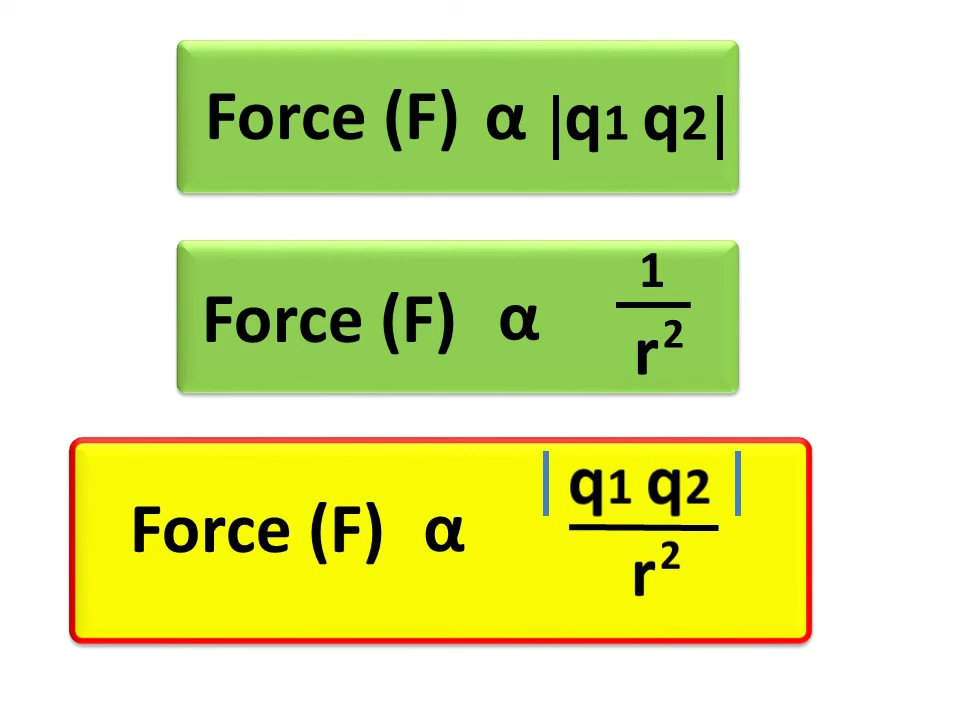 Force (F) α |q1 q2|
Force (F) α 1
r²
Force (F) α |q1 q2|
r²